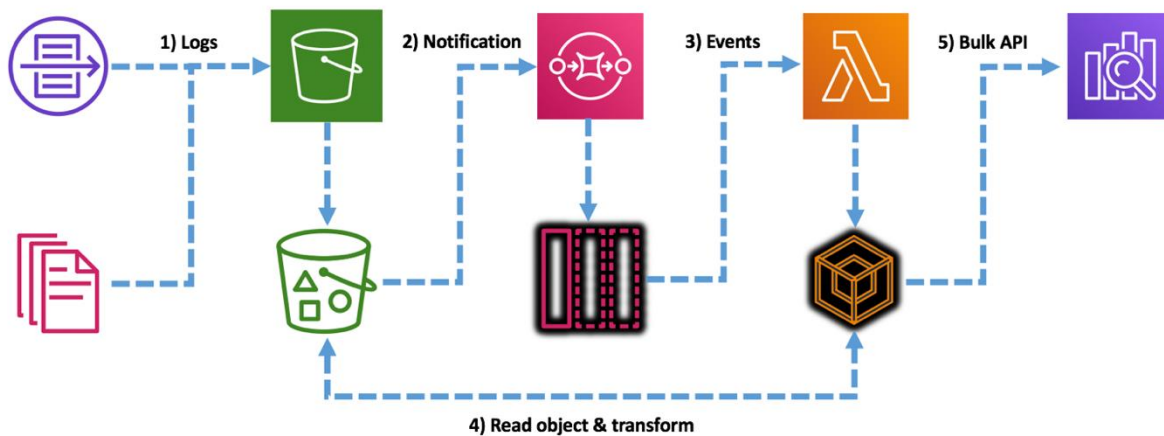 1) Logs
2) Notification
3) Events
5) Bulk API
4) Read object & transform